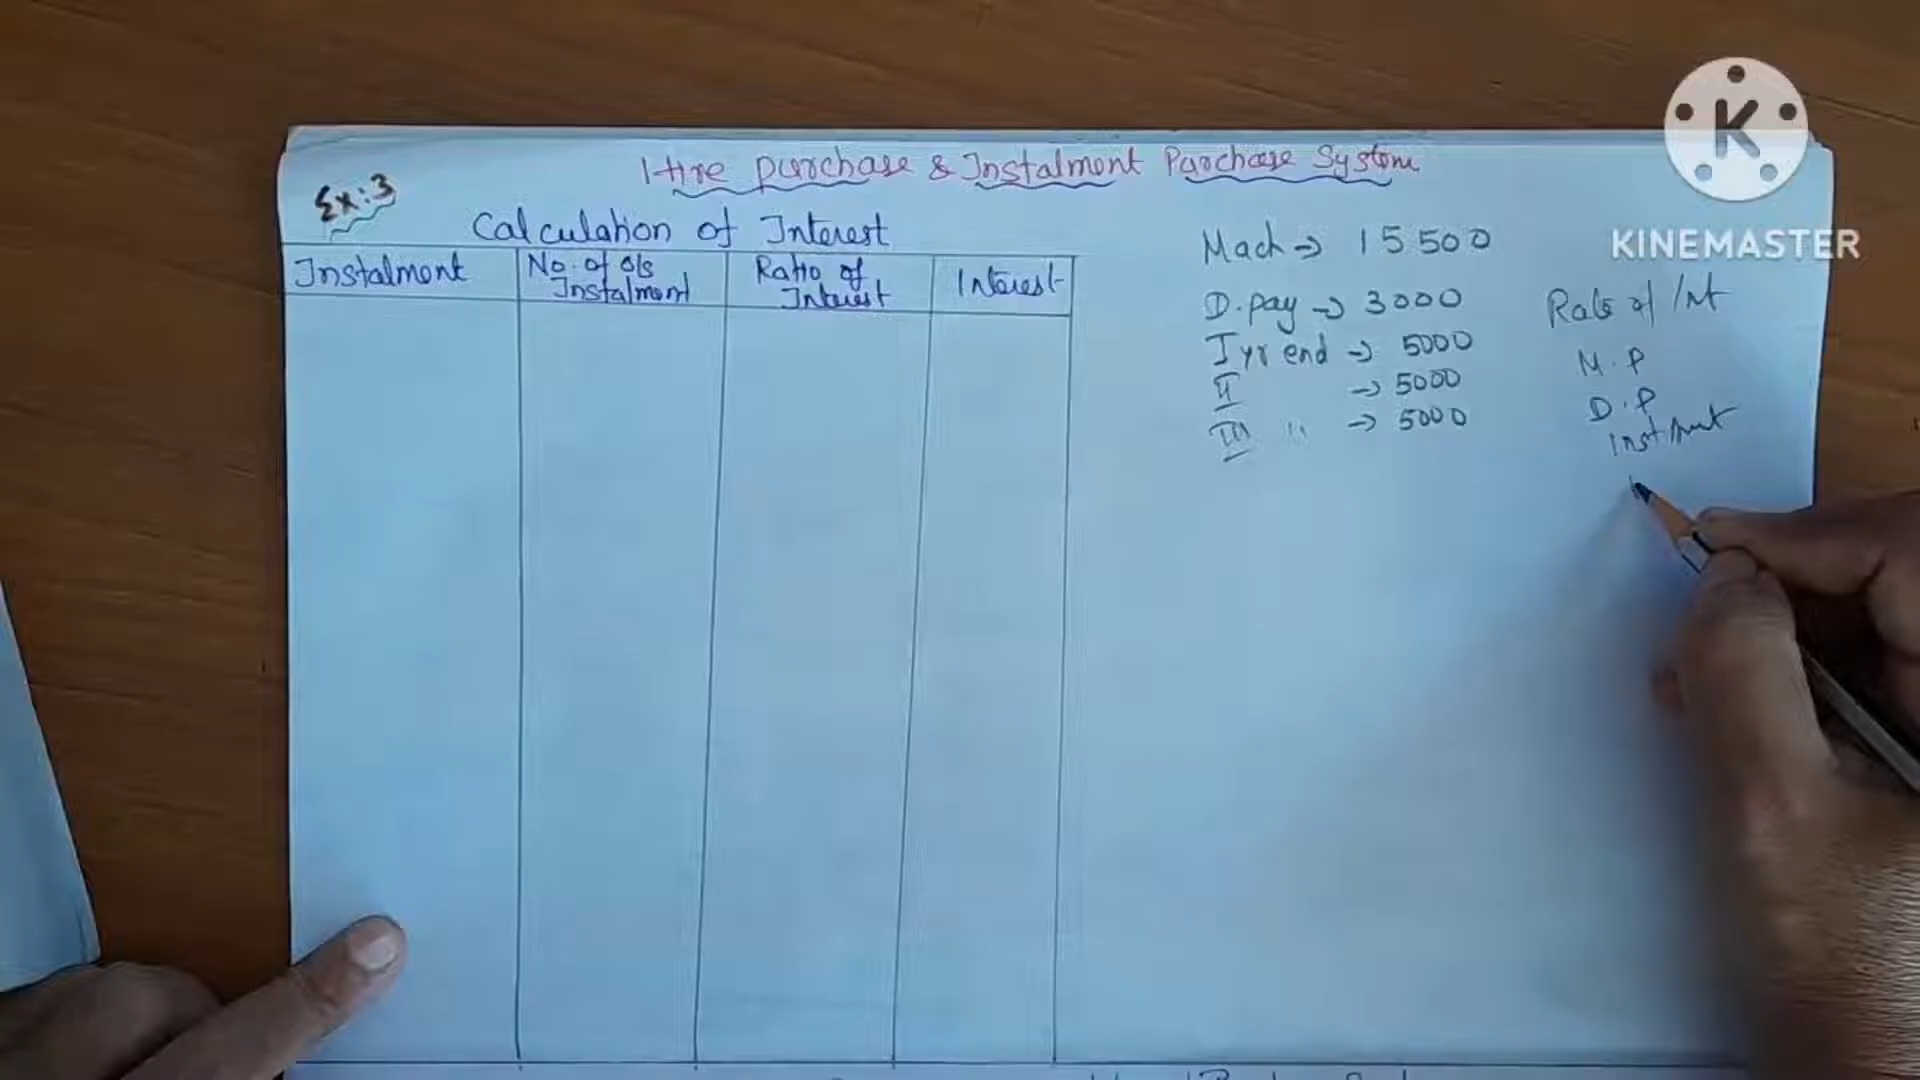 Hire purchase & Instalment Purchase System
Ex:3
Calculation of Interest
Instalment
No. of o/s Instalment
Ratio of Interest
Interest
Mach → 15500
D.pay → 3000
I yr end → 5000
II → 5000
III " → 5000
Rate of Int
M.P
D.P
K
KINEMASTER